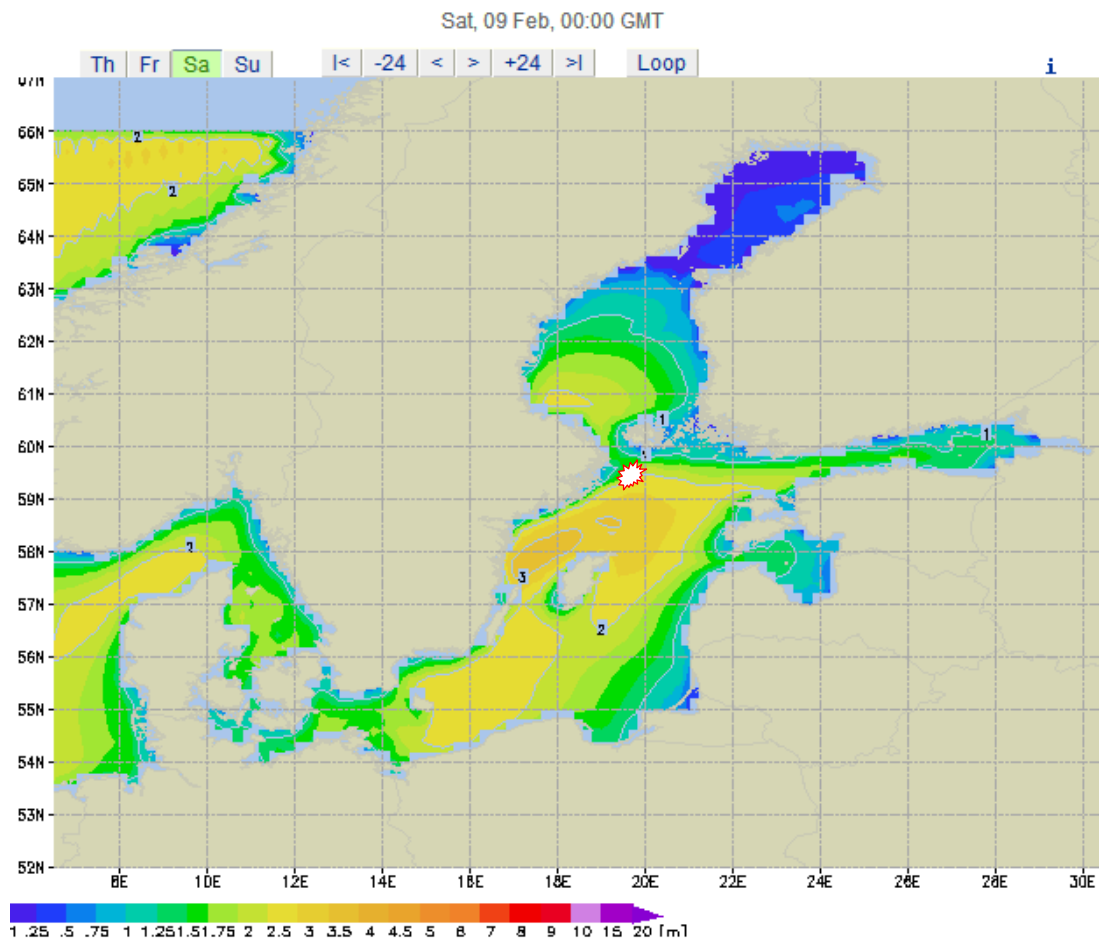 Sat, 09 Feb, 00:00 GMT
Th Fr Sa Su |< -24 < > +24 >| Loop i
67N
66N
65N
64N
63N
62N
61N
60N
59N
58N
57N
56N
55N
54N
53N
52N
2
2
1
1
2
3
2
8E 10E 12E 14E 16E 18E 20E 22E 24E 26E 28E 30E
.1 .25 .5 .75 1 1.25 1.5 1.75 2 2.5 3 3.5 4 4.5 5 6 7 8 9 10 15 20 [m]